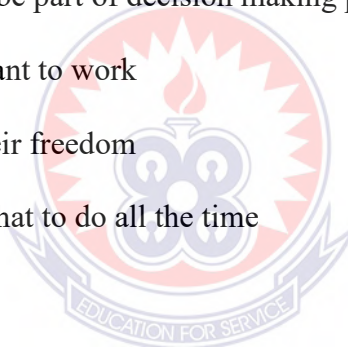 be part of decision making
ant to work
eir freedom
hat to do all the time
EDUCATION FOR SERVICE